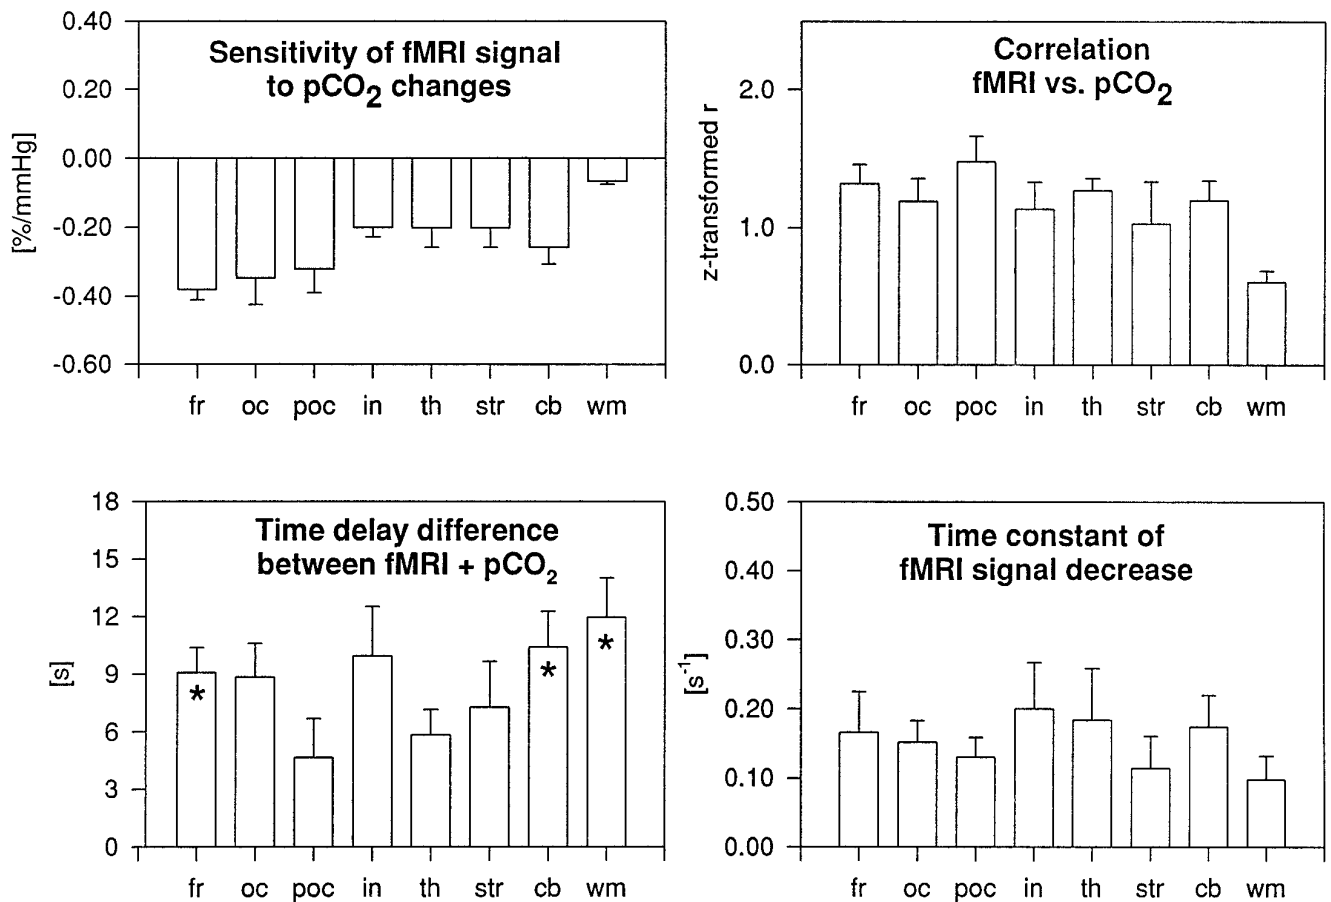 Sensitivity of fMRI signal
to pCO₂ changes
[%/mmHg]
0.40
0.20
0.00
-0.20
-0.40
-0.60
fr oc poc in th str cb wm
Correlation
fMRI vs. pCO₂
z-transformed r
2.0
1.0
0.0
fr oc poc in th str cb wm
Time delay difference
between fMRI + pCO₂
[s]
18
15
12
9
6
3
0
* * *
fr oc poc in th str cb wm
Time constant of
fMRI signal decrease
[s⁻¹]
0.50
0.40
0.30
0.20
0.10
0.00
fr oc poc in th str cb wm